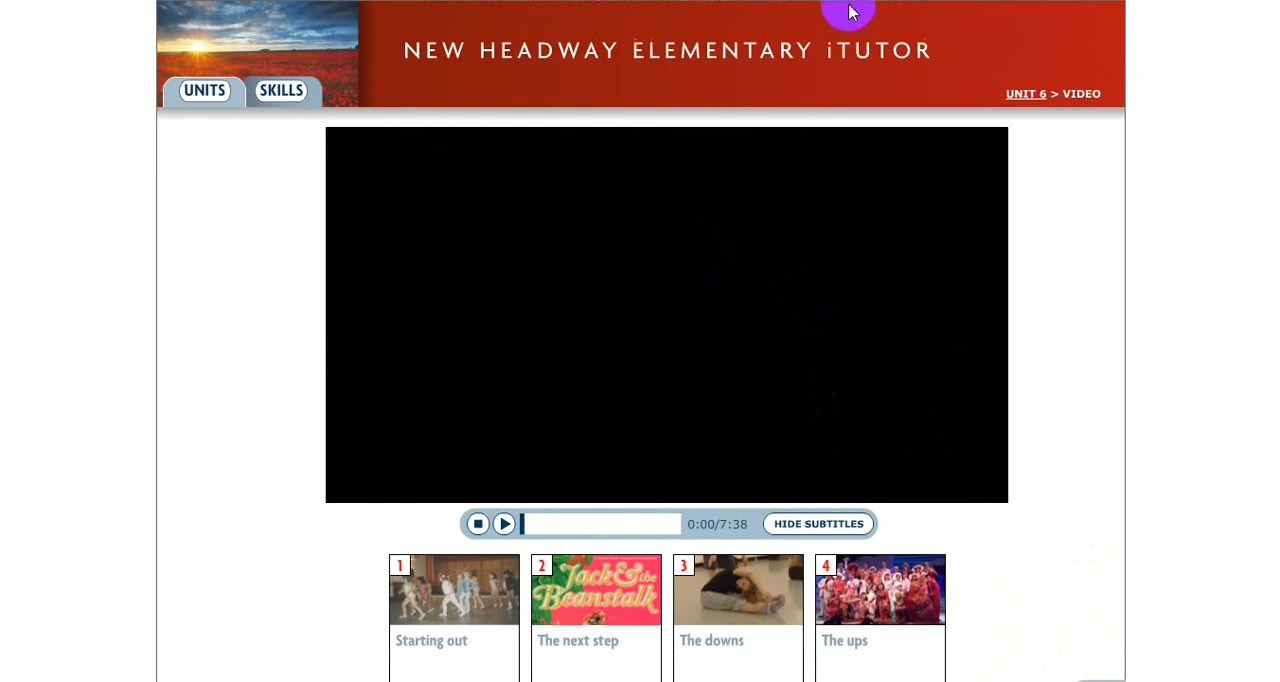 NEW HEADWAY ELEMENTARY iTUTOR
UNITS
SKILLS
UNIT 6 > VIDEO
0:00/7:38
HIDE SUBTITLES
1
2
3
4
Jack & the
Beanstalk
Starting out
The next step
The downs
The ups